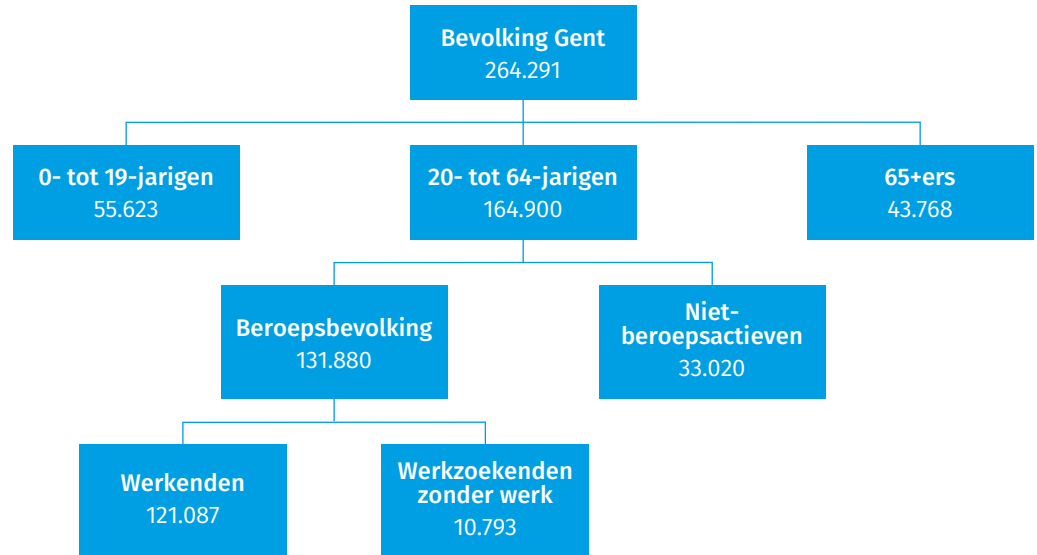 Bevolking Gent
264.291
0- tot 19-jarigen
55.623
20- tot 64-jarigen
164.900
65+ers
43.768
Beroepsbevolking
131.880
Niet-
beroepsactieven
33.020
Werkenden
121.087
Werkzoekenden
zonder werk
10.793